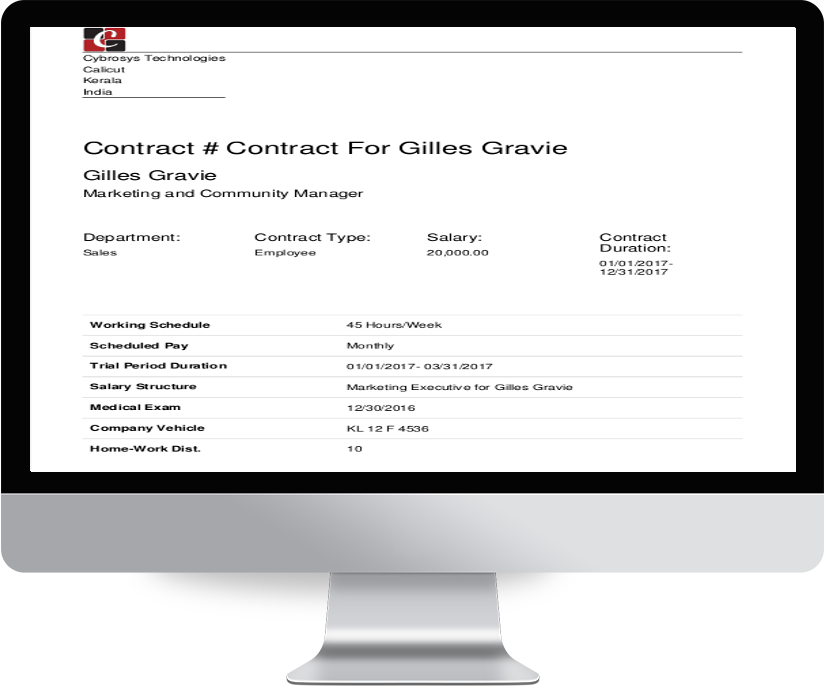 Cybrosys Technologies
Calicut
Kerala
India
Contract # Contract For Gilles Gravie
Gilles Gravie
Marketing and Community Manager
Department: Contract Type: Salary: Contract Duration:
Sales Employee 20,000.00 01/01/2017-
12/31/2017
Working Schedule 45 Hours/Week
Scheduled Pay Monthly
Trial Period Duration 01/01/2017- 03/31/2017
Salary Structure Marketing Executive for Gilles Gravie
Medical Exam 12/30/2016
Company Vehicle KL 12 F 4536
Home-Work Dist. 10